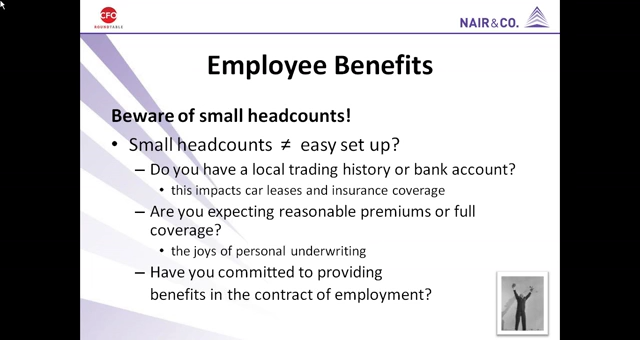 CFO
ROUNDTABLE
NAIR&CO.
Employee Benefits
Beware of small headcounts!
• Small headcounts ≠ easy set up?
– Do you have a local trading history or bank account?
• this impacts car leases and insurance coverage
– Are you expecting reasonable premiums or full
coverage?
• the joys of personal underwriting
– Have you committed to providing
benefits in the contract of employment?